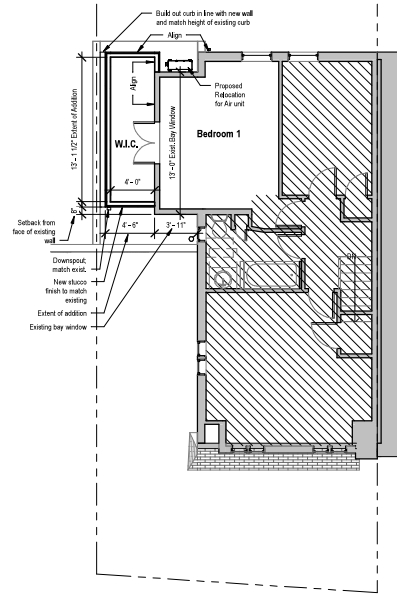 Build out curb in line with new wall
and match height of existing curb
Align
Align
Proposed
Relocation
for Air unit
13'- 1 1/2" Extent of Addition
13'- 0" Exist. Bay Window
Bedroom 1
W.I.C.
4'- 0"
6"
4'- 6"
3'- 11"
Setback from
face of existing
wall
Downspout,
match exist.
New stucco
finish to match
existing
Extent of addition
Existing bay window
DN